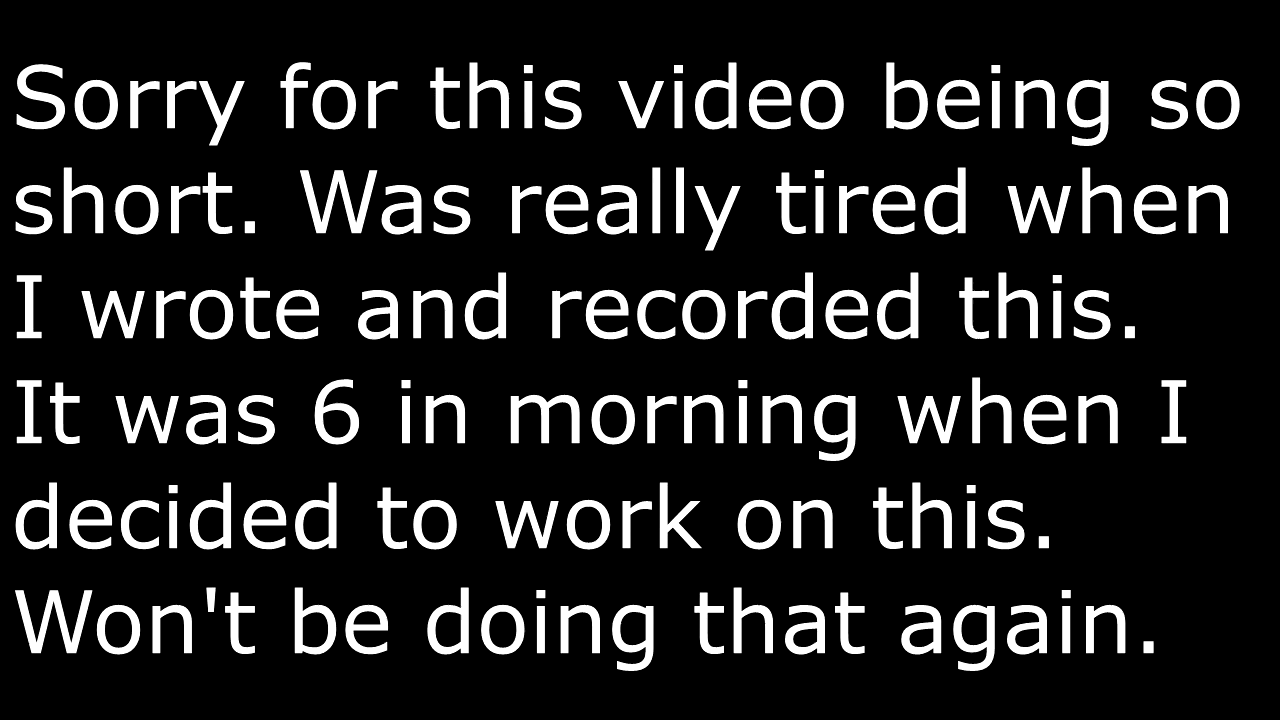 Sorry for this video being so
short. Was really tired when
I wrote and recorded this.
It was 6 in morning when I
decided to work on this.
Won't be doing that again.